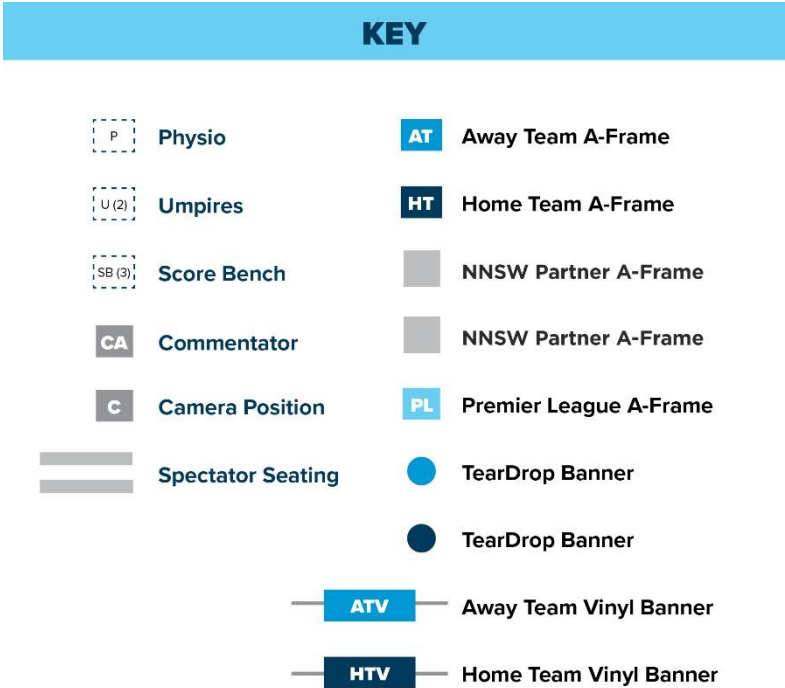 KEY
P Physio
AT Away Team A-Frame
U (2) Umpires
HT Home Team A-Frame
SB (3) Score Bench
NNSW Partner A-Frame
CA Commentator
NNSW Partner A-Frame
C Camera Position
PL Premier League A-Frame
Spectator Seating
TearDrop Banner
TearDrop Banner
ATV Away Team Vinyl Banner
HTV Home Team Vinyl Banner